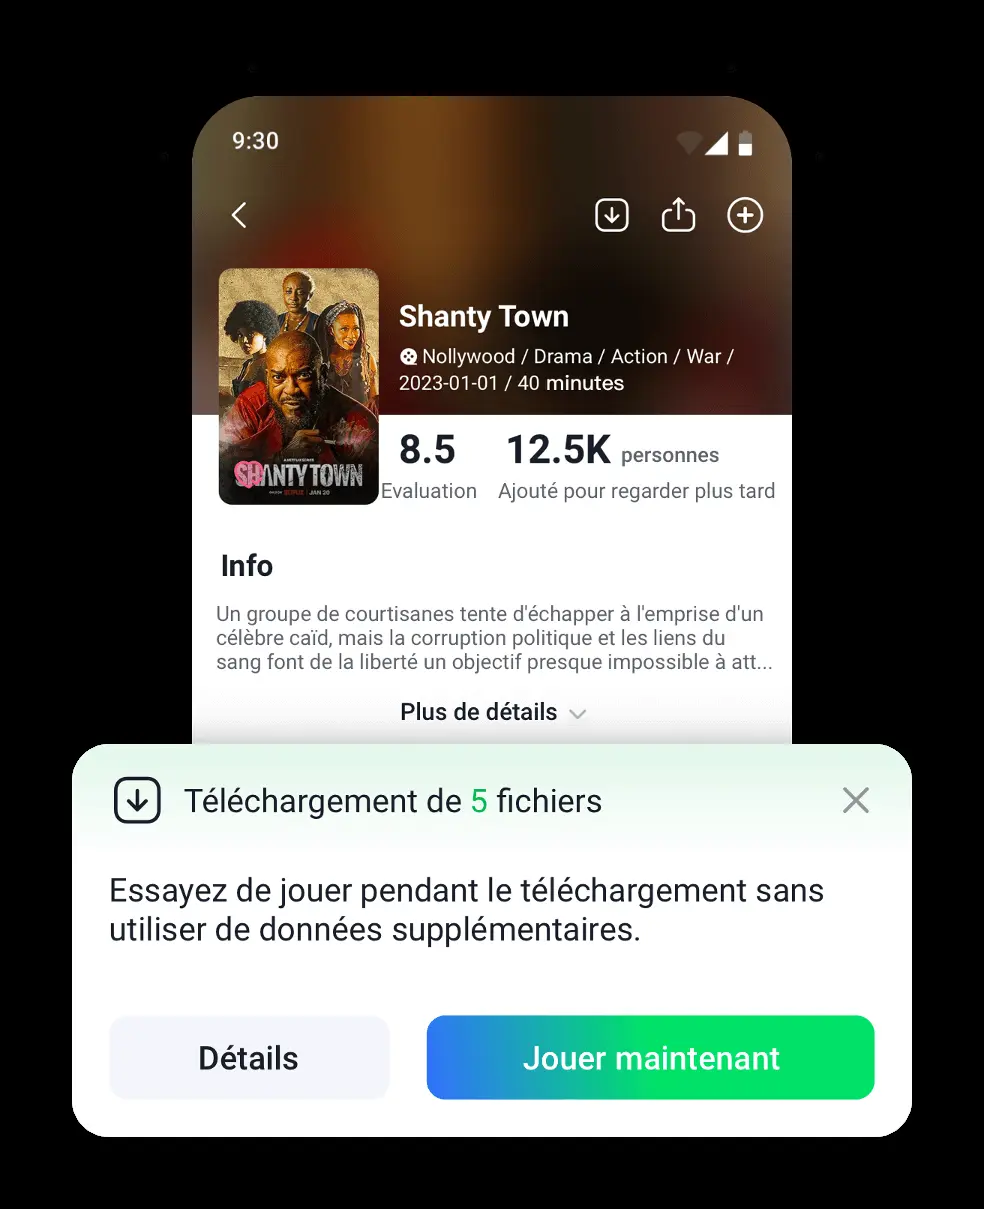 9:30
Shanty Town
Nollywood / Drama / Action / War /
2023-01-01 / 40 minutes
SHANTY TOWN
NETFLIX | JAN 20
8.5
12.5K personnes
Evaluation
Ajouté pour regarder plus tard
Info
Un groupe de courtisanes tente d'échapper à l'emprise d'un
célèbre caïd, mais la corruption politique et les liens du
sang font de la liberté un objectif presque impossible à att...
Plus de détails
Téléchargement de 5 fichiers
Essayez de jouer pendant le téléchargement sans
utiliser de données supplémentaires.
Détails
Jouer maintenant